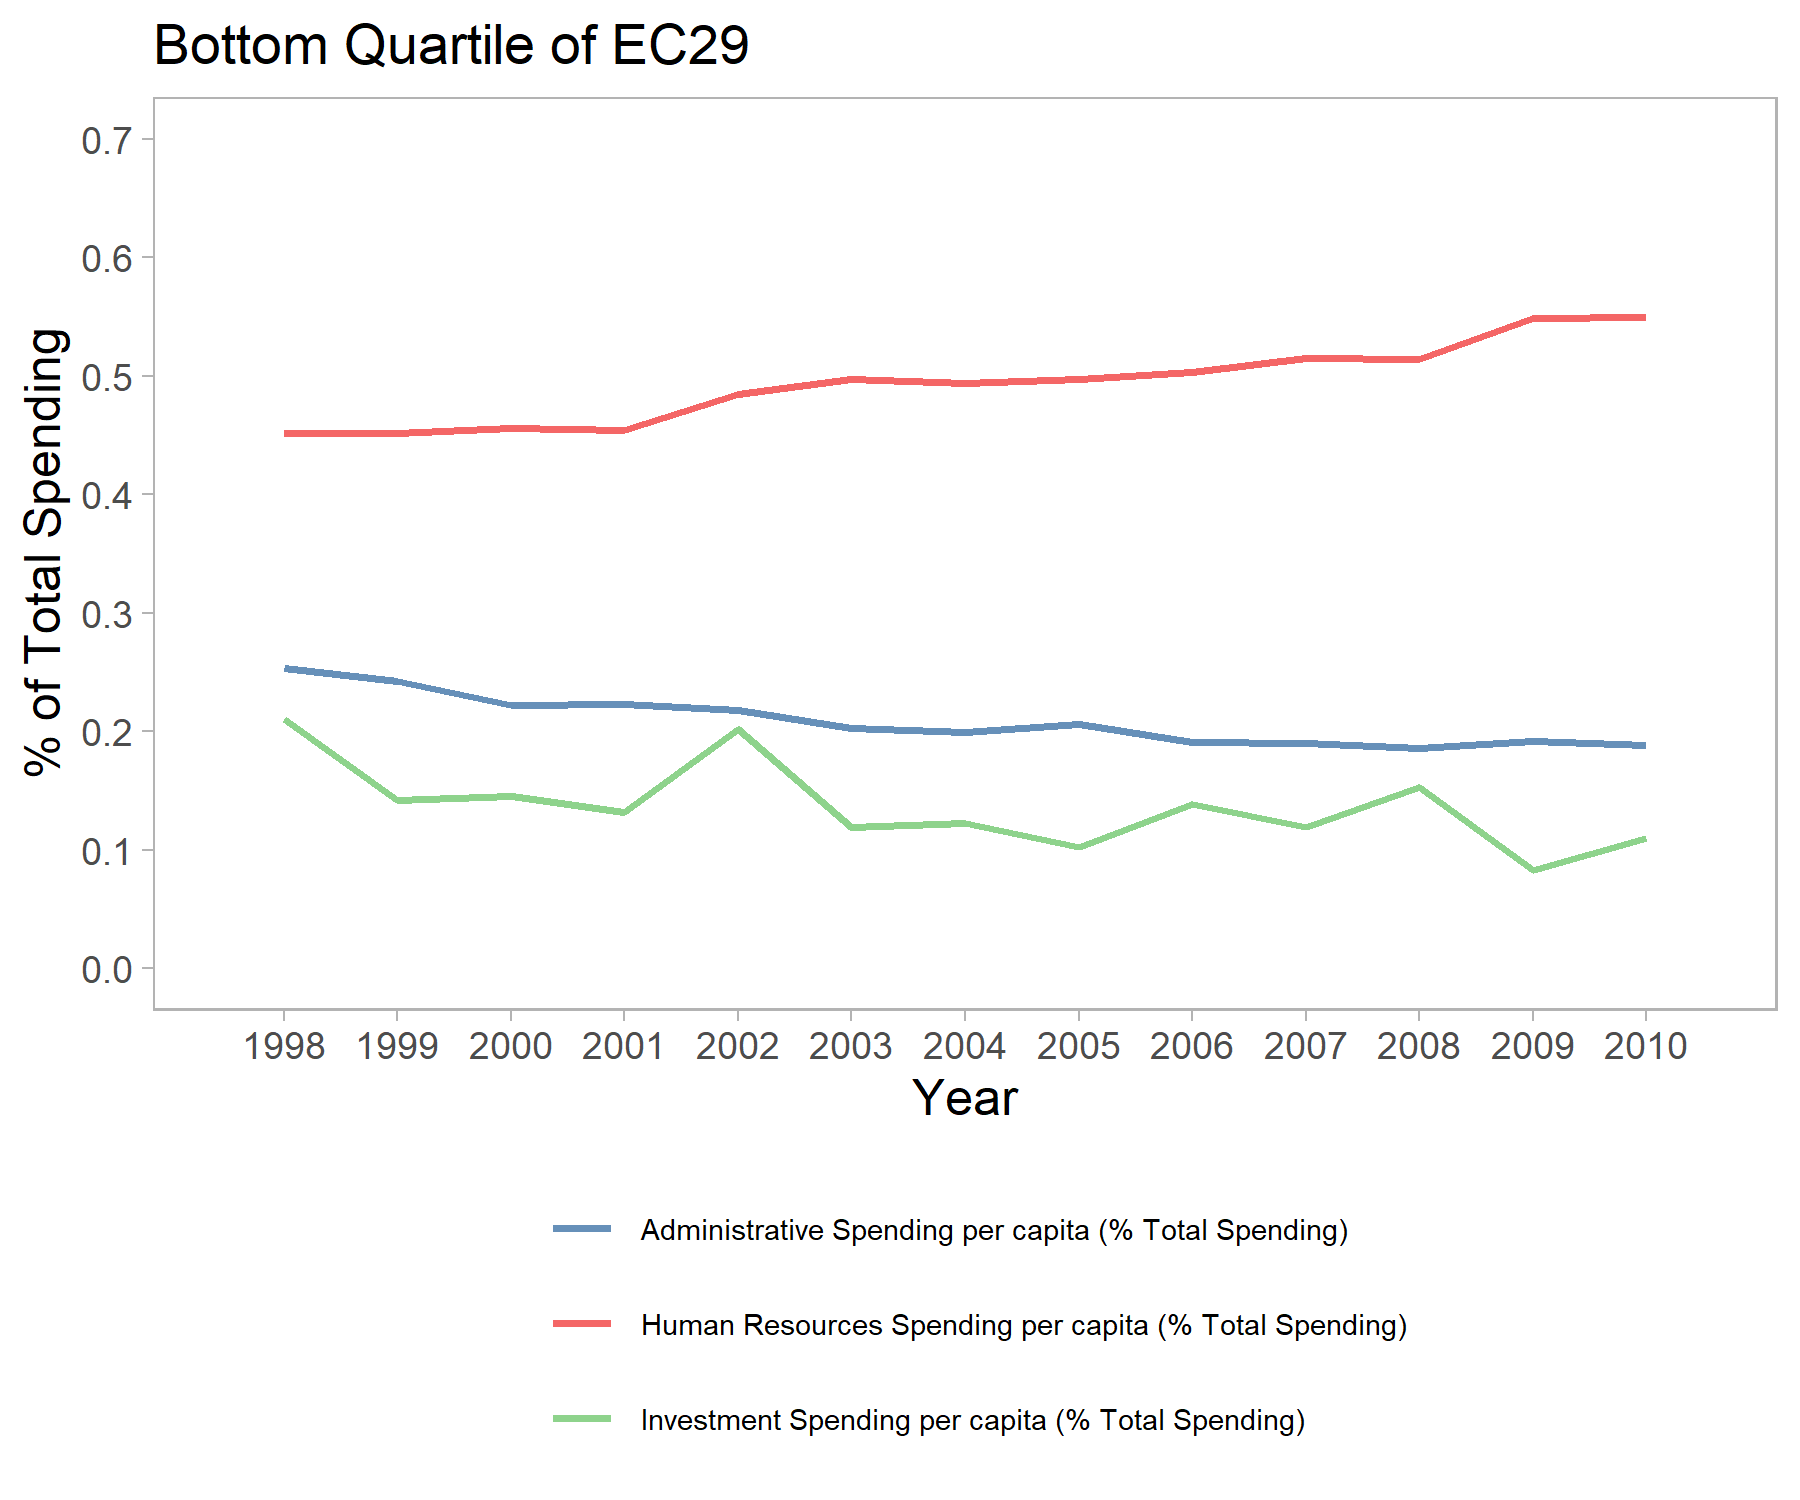 Bottom Quartile of EC29
% of Total Spending
0.7
0.6
0.5
0.4
0.3
0.2
0.1
0.0
1998 1999 2000 2001 2002 2003 2004 2005 2006 2007 2008 2009 2010
Year
Administrative Spending per capita (% Total Spending)
Human Resources Spending per capita (% Total Spending)
Investment Spending per capita (% Total Spending)